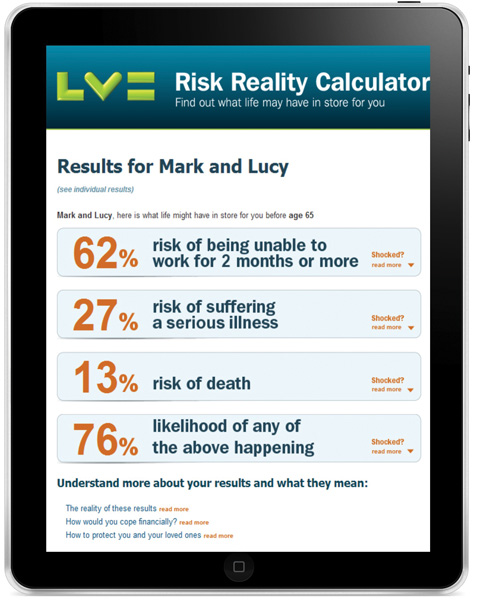 LV=
Risk Reality Calculator
Find out what life may have in store for you
Results for Mark and Lucy
(see individual results)
Mark and Lucy, here is what life might have in store for you before age 65
62% risk of being unable to
work for 2 months or more
Shocked?
read more
27% risk of suffering
a serious illness
Shocked?
read more
13% risk of death
Shocked?
read more
76% likelihood of any of
the above happening
Shocked?
read more
Understand more about your results and what they mean:
The reality of these results read more
How would you cope financially? read more
How to protect you and your loved ones read more